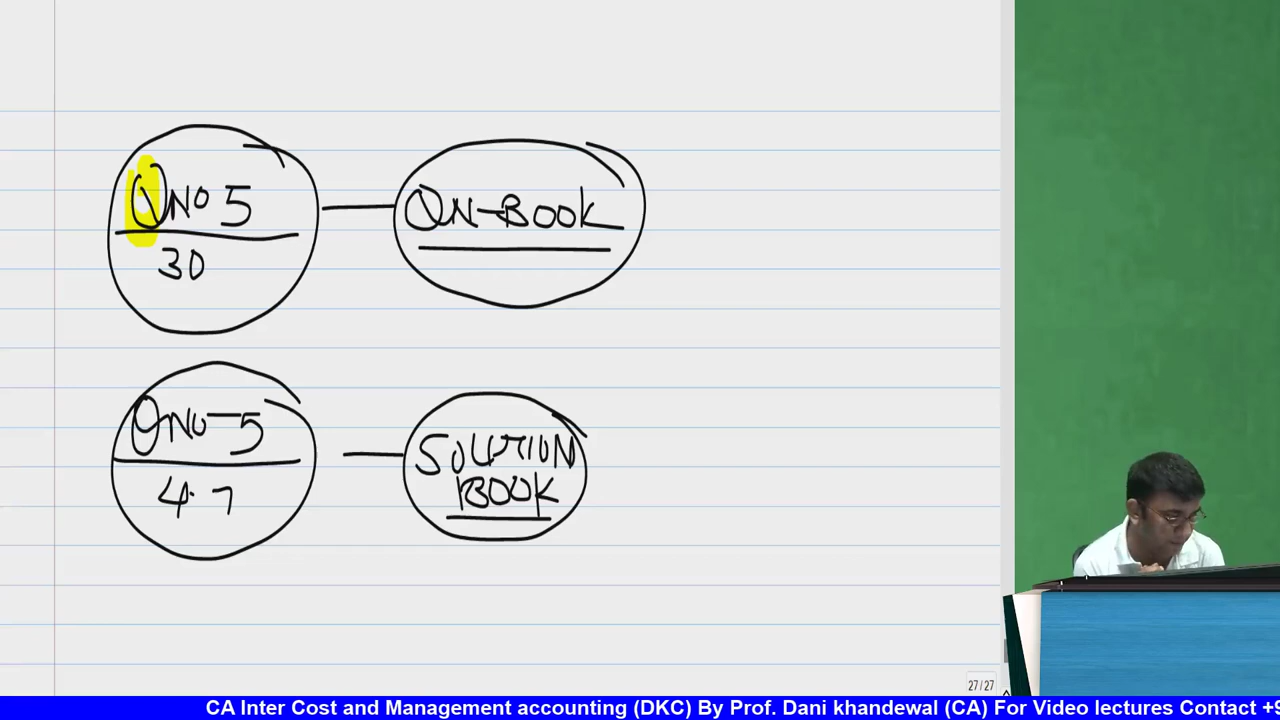 QNO 5
30
QN-BOOK
QNO-5
4.7
SOLUTION
BOOK
27/27
CA Inter Cost and Management accounting (DKC) By Prof. Dani khandewal (CA) For Video lectures Contact +9